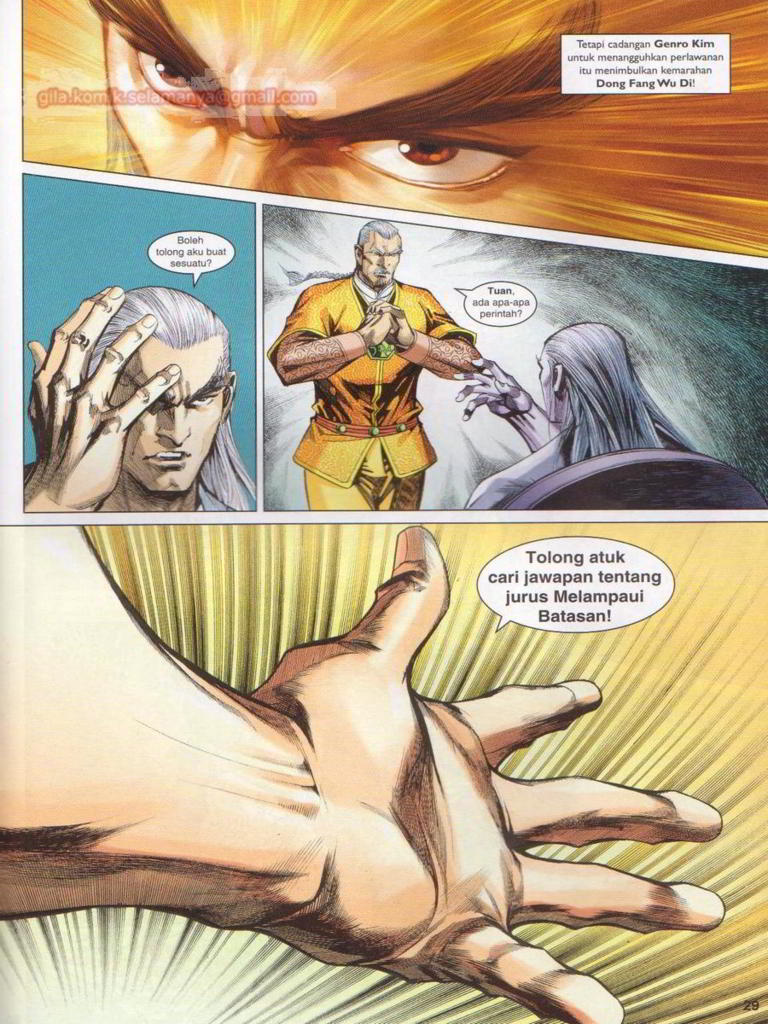 Tetapi cadangan Genro Kim
untuk menangguhkan perlawanan
itu menimbulkan kemarahan
Dong Fang Wu Di!
gila.komik.selamanya@gmail.com
Boleh
tolong aku buat
sesuatu?
Tuan,
ada apa-apa
perintah?
Tolong atuk
cari jawapan tentang
jurus Melampaui
Batasan!
29